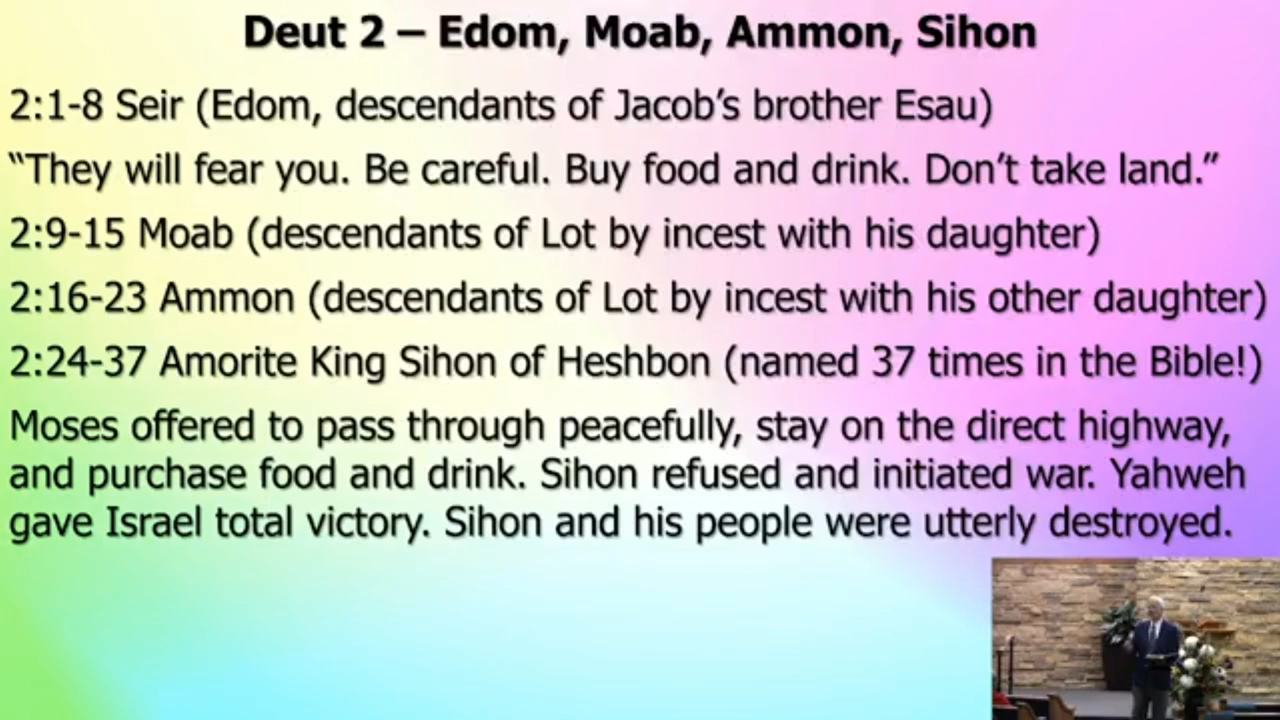 Deut 2 – Edom, Moab, Ammon, Sihon
2:1-8 Seir (Edom, descendants of Jacob’s brother Esau)
“They will fear you. Be careful. Buy food and drink. Don’t take land.”
2:9-15 Moab (descendants of Lot by incest with his daughter)
2:16-23 Ammon (descendants of Lot by incest with his other daughter)
2:24-37 Amorite King Sihon of Heshbon (named 37 times in the Bible!)
Moses offered to pass through peacefully, stay on the direct highway,
and purchase food and drink. Sihon refused and initiated war. Yahweh
gave Israel total victory. Sihon and his people were utterly destroyed.